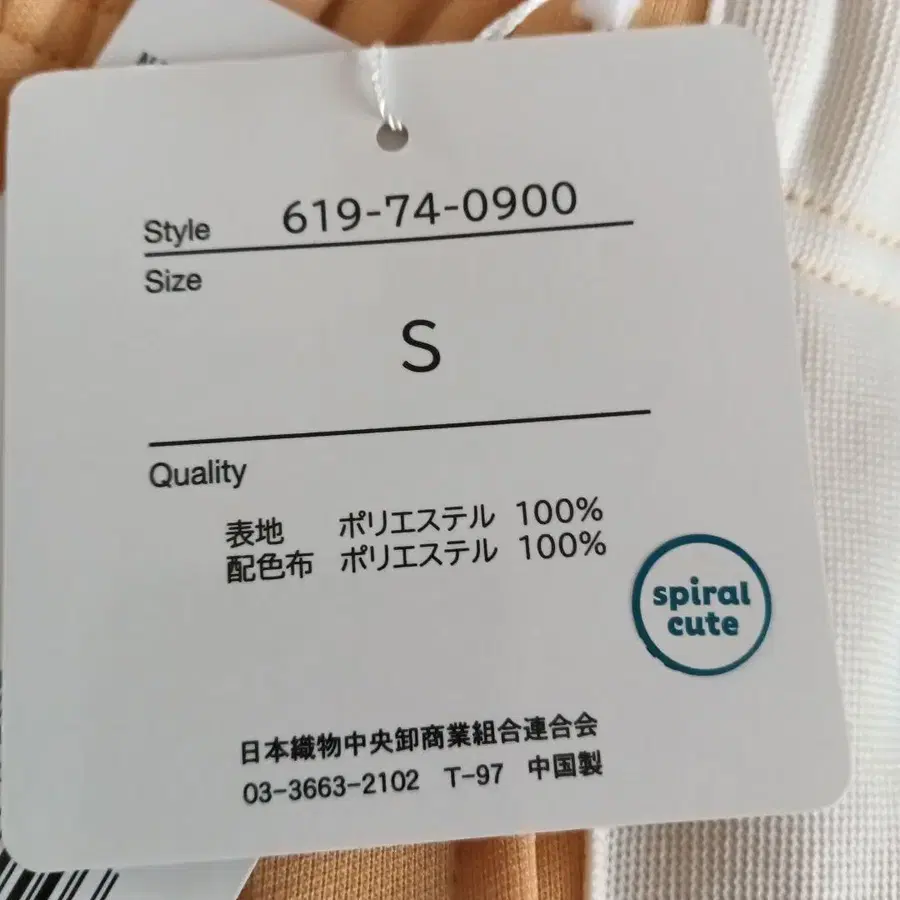 Style 619-74-0900
Size
S
Quality
表地 ポリエステル 100%
配色布 ポリエステル 100%
spiral
cute
日本織物中央卸商業組合連合会
03-3663-2102 T-97 中国製